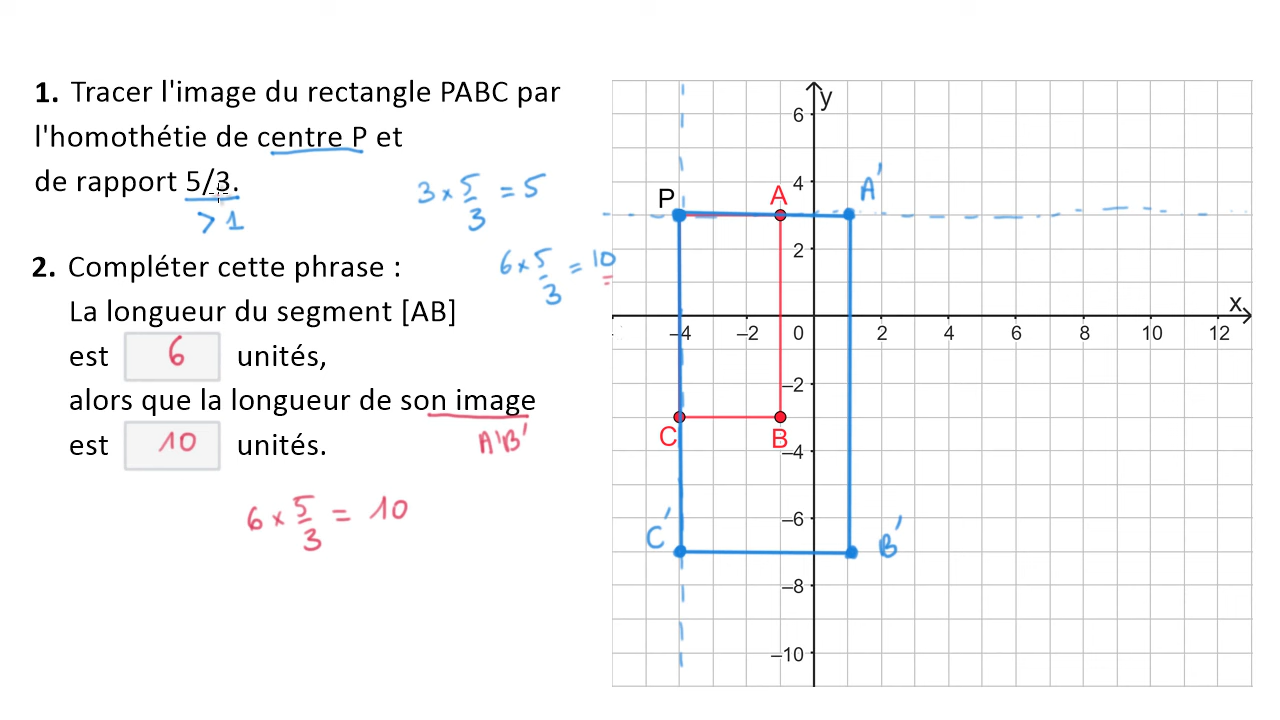 1. Tracer l'image du rectangle PABC par
l'homothétie de centre P et
de rapport 5/3.
> 1
3 × 5/3 = 5
6 × 5/3 = 10
2. Compléter cette phrase :
La longueur du segment [AB]
est 6 unités,
alors que la longueur de son image
est 10 unités.
A'B'
6 × 5/3 = 10
y
6
4
2
P
A
A'
x
–4 –2 0 2 4 6 8 10 12
–2
C
B
–4
–6
C'
B'
–8
–10